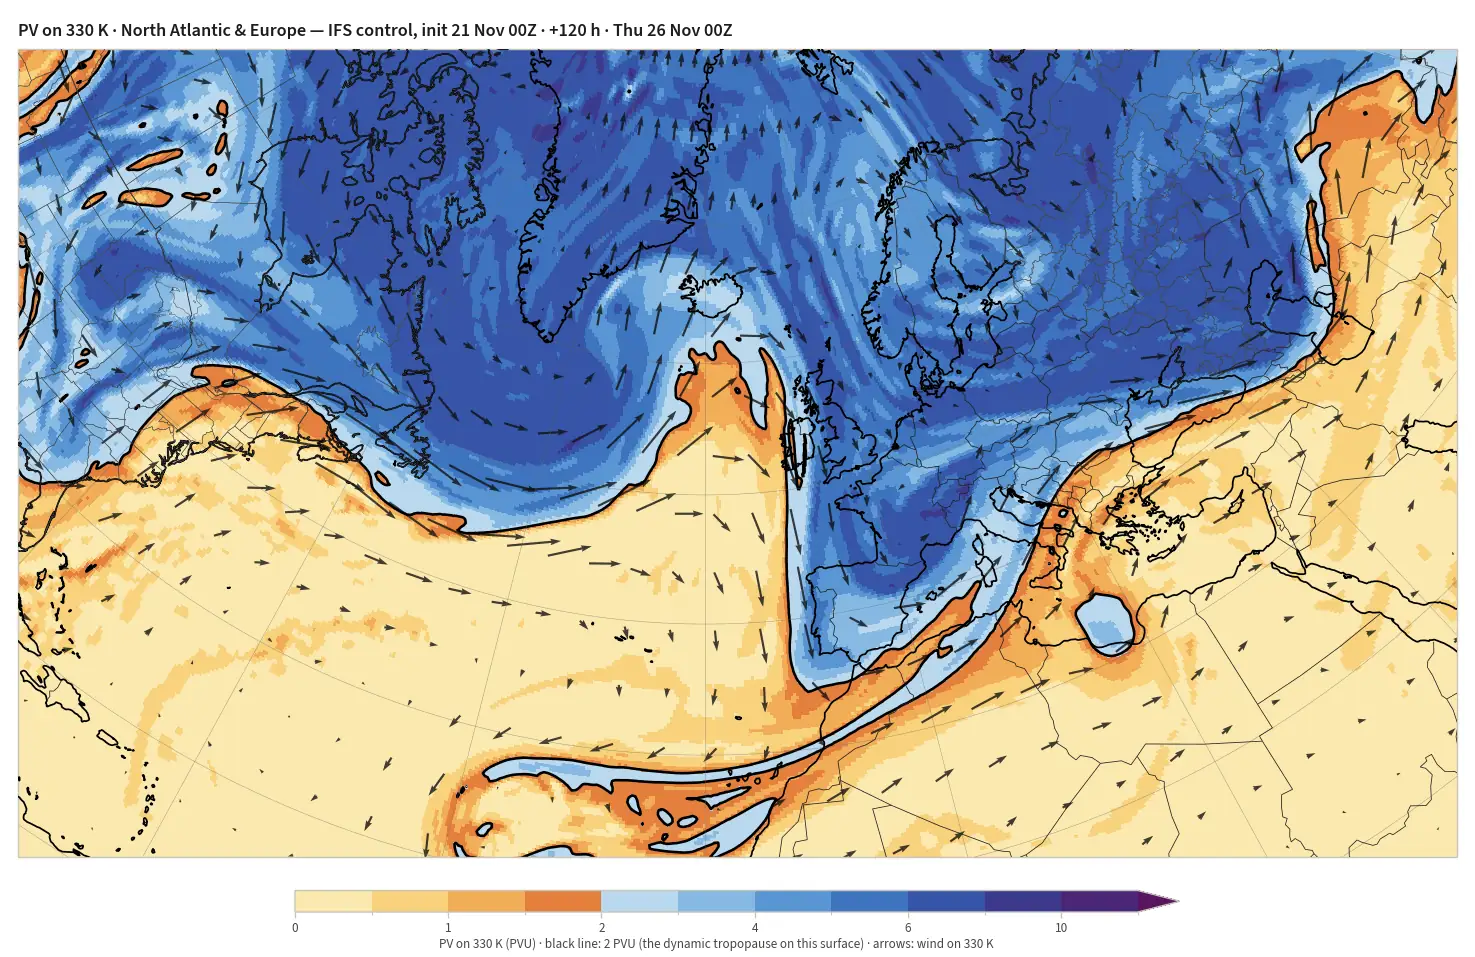 PV on 330 K · North Atlantic & Europe — IFS control, init 21 Nov 00Z · +120 h · Thu 26 Nov 00Z
0 1 2 4 6 10
PV on 330 K (PVU) · black line: 2 PVU (the dynamic tropopause on this surface) · arrows: wind on 330 K